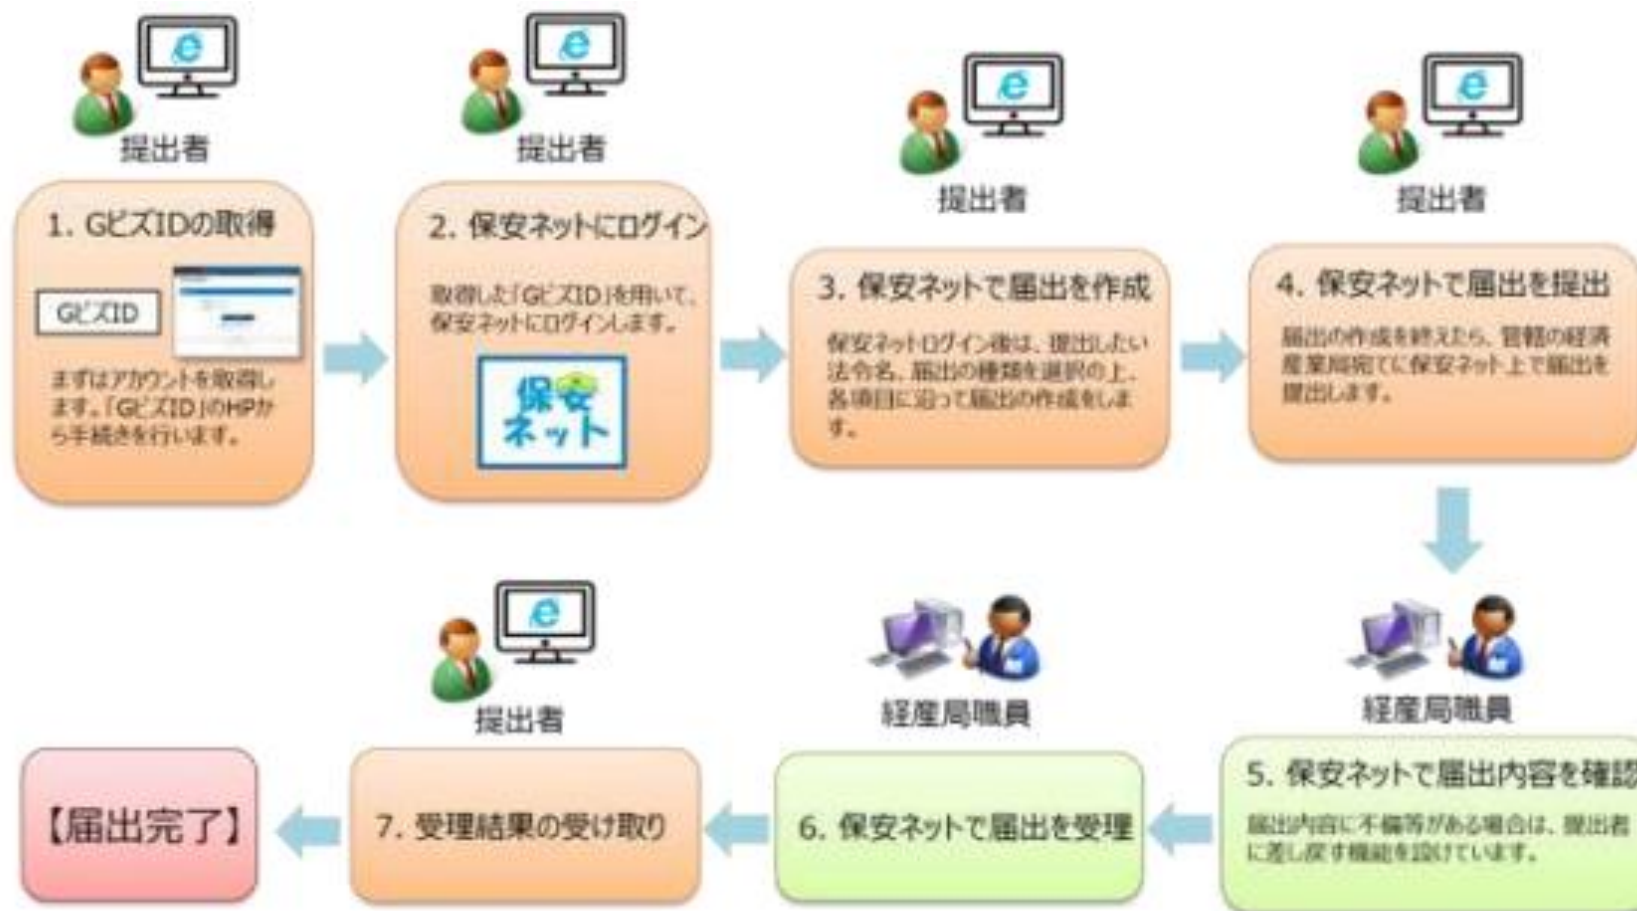 提出者
1. GビズIDの取得
GビズID
まずはアカウントを取得し
ます。「GビズID」のHPか
ら手続きを行います。
提出者
2. 保安ネットにログイン
取得した「GビズID」を用いて、
保安ネットにログインします。
保安
ネット
提出者
3. 保安ネットで届出を作成
保安ネットログイン後は、提出したい
法令名、届出の種類を選択の上、
各項目に沿って届出の作成をしま
す。
提出者
4. 保安ネットで届出を提出
届出の作成を終えたら、管轄の経済
産業局宛てに保安ネット上で届出を
提出します。
経産局職員
5. 保安ネットで届出内容を確認
届出内容に不備等がある場合は、提出者
に差し戻す機能を設けています。
経産局職員
6. 保安ネットで届出を受理
提出者
7. 受理結果の受け取り
【届出完了】